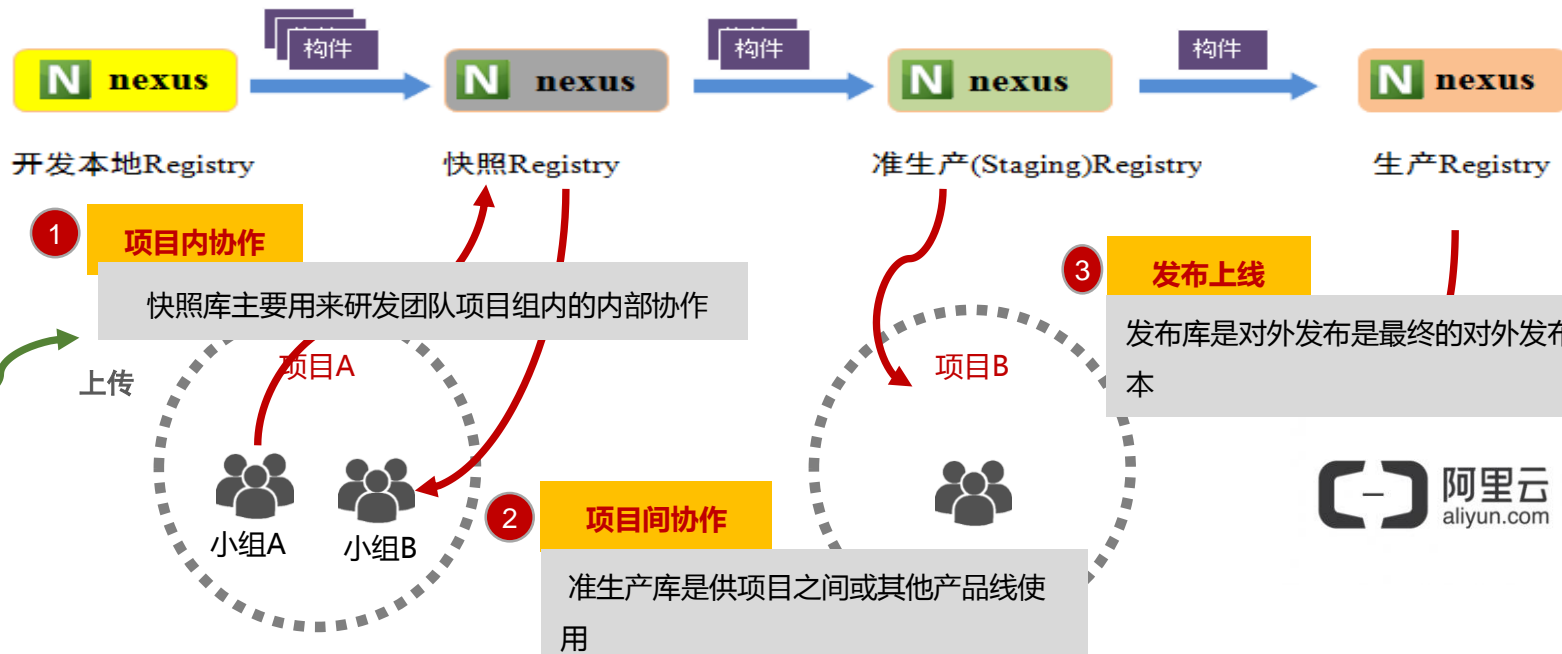 构件
构件
构件
N nexus
N nexus
N nexus
N nexus
开发本地Registry
快照Registry
准生产(Staging)Registry
生产Registry
1
项目内协作
快照库主要用来研发团队项目组内的内部协作
3
发布上线
发布库是对外发布是最终的对外发布
本
上传
项目A
项目B
小组A
小组B
2
项目间协作
准生产库是供项目之间或其他产品线使
用
阿里云
aliyun.com